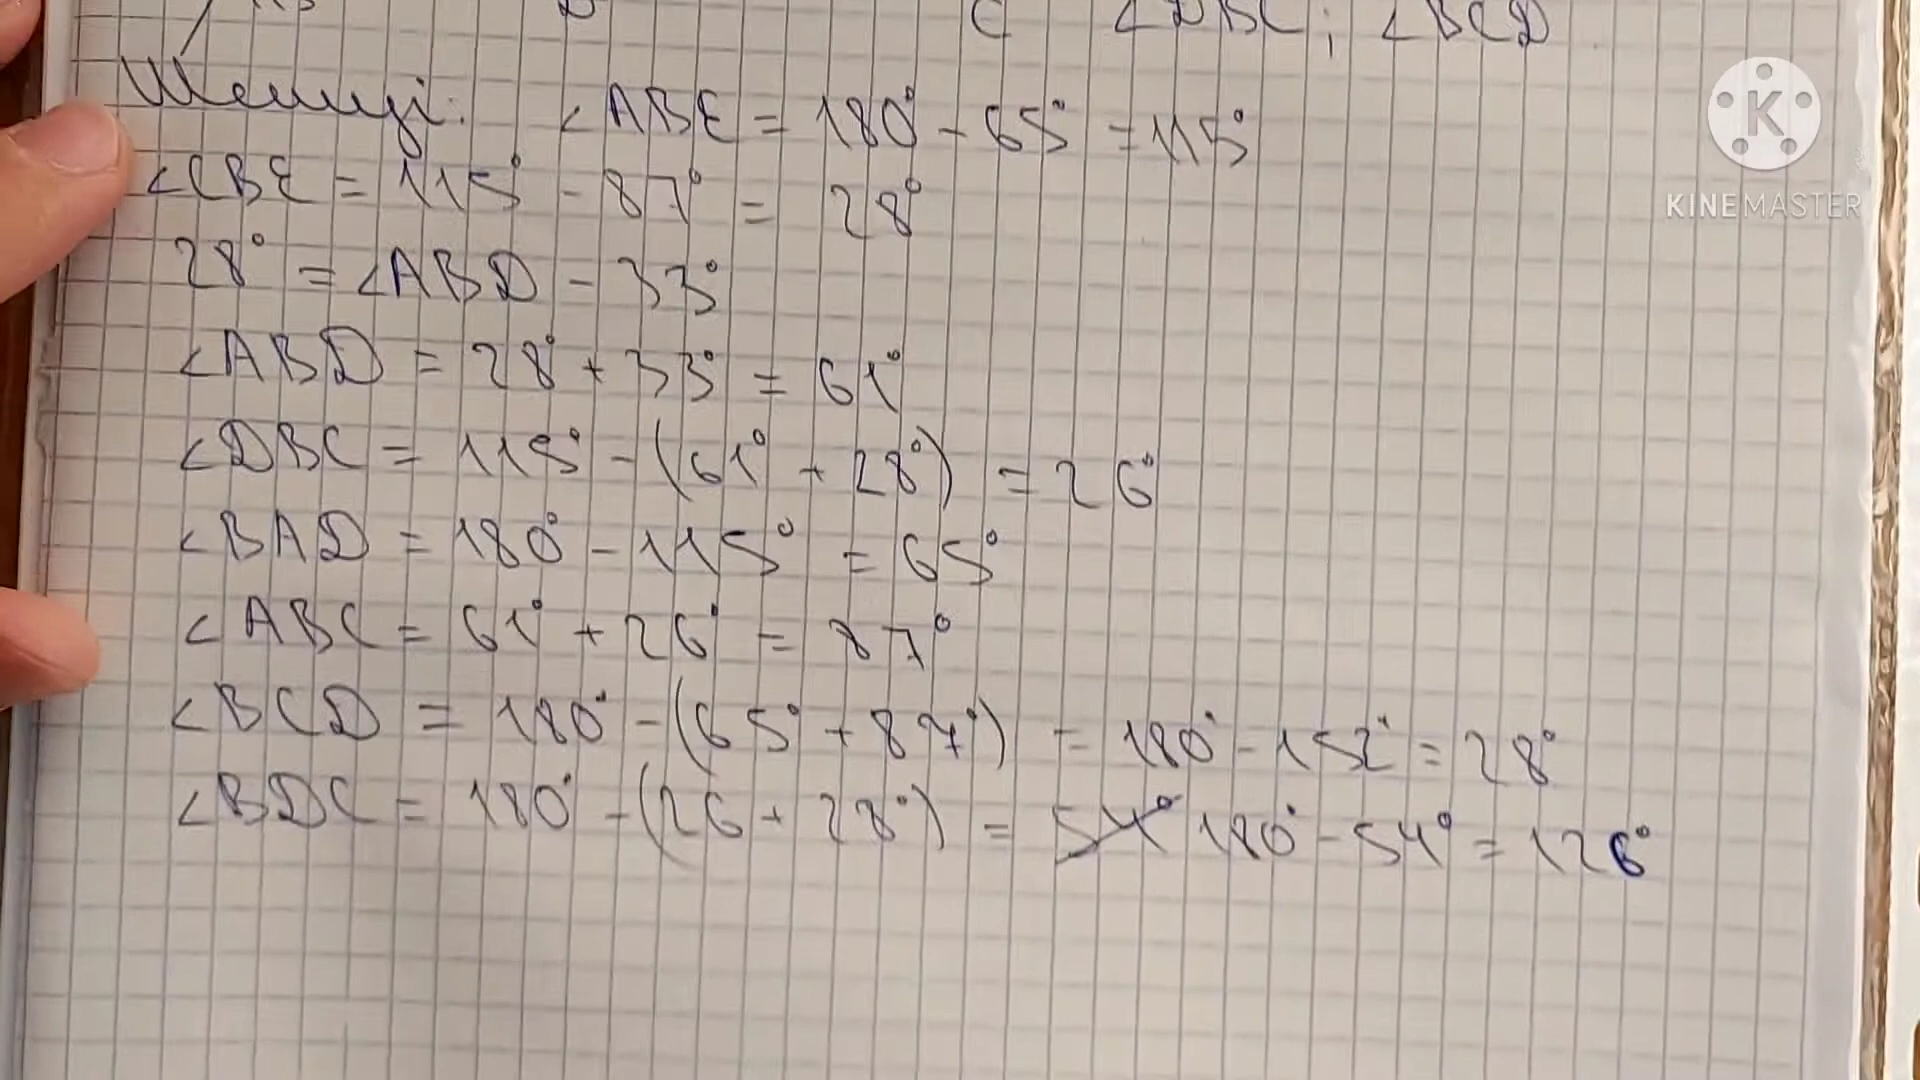 ∠DBC; ∠BCD
Шешуі: ∠ABE = 180° - 65° = 115°
∠CBE = 115° - 87° = 28°
28° = ∠ABD - 33°
∠ABD = 28° + 33° = 61°
∠DBC = 115° - (61° + 28°) = 26°
∠BAD = 180° - 115° = 65°
∠ABC = 61° + 26° = 87°
∠BCD = 180° - (65° + 87°) = 180° - 152° = 28°
∠BDC = 180° - (26 + 28°) = 54° 180° - 54° = 126°
KINEMASTER